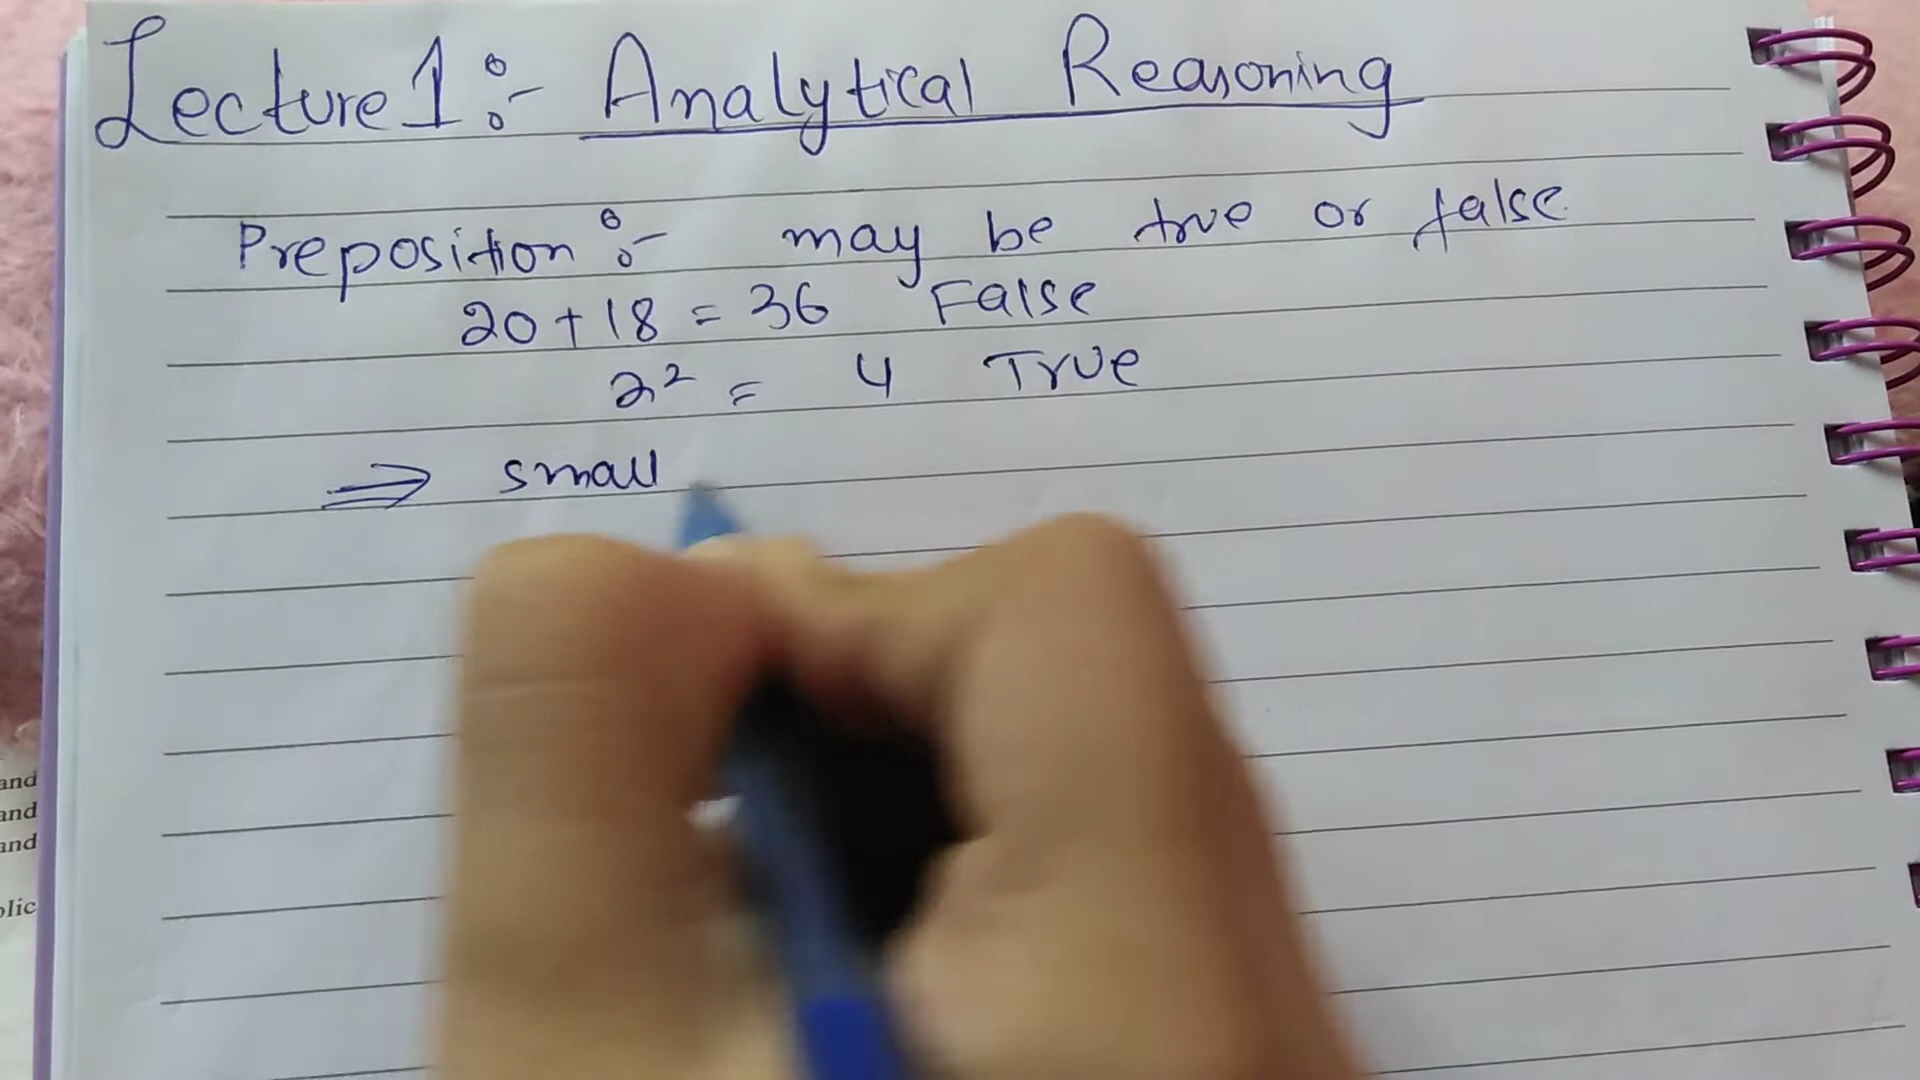 Lecture 1 :- Analytical Reasoning
Preposition :- may be true or false
20 + 18 = 36 False
2² = 4 True
⇒ small
and
and
and
olic